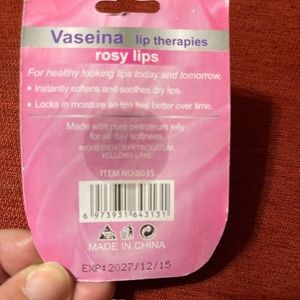 Vaseina lip therapies
rosy lips
For healthy looking lips today and tomorrow,
• Instantly softens and soothes dry lips.
• Locks in moisture so lips feel better over time.
Made with pure petroleum jelly
for all day softness.
INGREDIENTS:PETROLATUM,
YELLOW5 LAKE
ITEM NO:8035
6 973931 643131
MADE IN CHINA
EXP: 2027/12/15